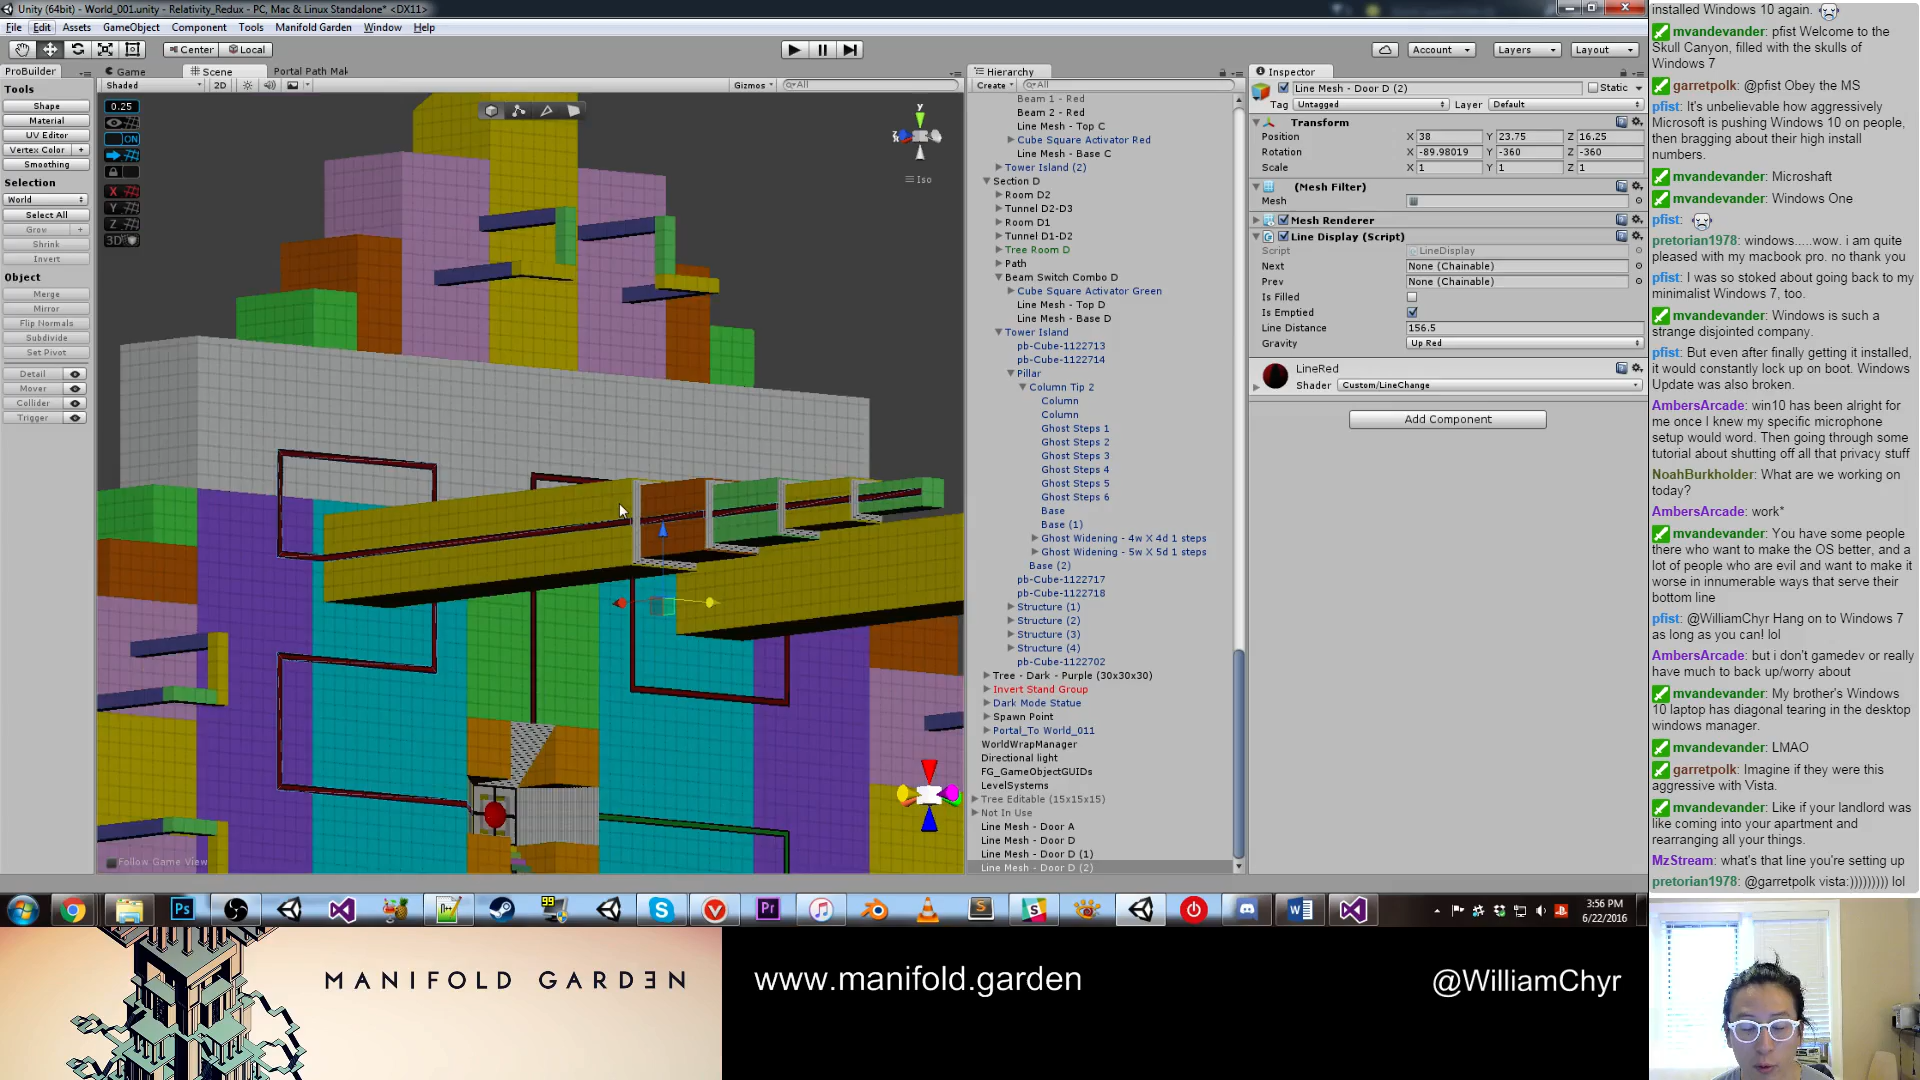 Unity (64bit) - World_001.unity - Relativity_Redux - PC, Mac & Linux Standalone* <DX11>
File Edit Assets GameObject Component Tools Manifold Garden Window Help
Center Local
Account Layers Layout
ProBuilder
Game Scene Portal Path Mak
Shaded 2D Gizmos All
Tools
Shape
Material
UV Editor
Vertex Color +
Smoothing
Selection
World
Select All
Grow +
Shrink
Invert
Object
Merge
Mirror
Flip Normals
Subdivide
Set Pivot
Detail
Mover
Collider
Trigger
0.25
ON
X
Y
Z
3D
y
Iso
Follow Game View
Hierarchy
Create All
Beam 1 - Red
Beam 2 - Red
Line Mesh - Top C
Cube Square Activator Red
Line Mesh - Base C
Tower Island (2)
Section D
Room D2
Tunnel D2-D3
Room D1
Tunnel D1-D2
Tree Room D
Path
Beam Switch Combo D
Cube Square Activator Green
Line Mesh - Top D
Line Mesh - Base D
Tower Island
pb-Cube-1122713
pb-Cube-1122714
Pillar
Column Tip 2
Column
Column
Ghost Steps 1
Ghost Steps 2
Ghost Steps 3
Ghost Steps 4
Ghost Steps 5
Ghost Steps 6
Base
Base (1)
Ghost Widening - 4w X 4d 1 steps
Ghost Widening - 5w X 5d 1 steps
Base (2)
pb-Cube-1122717
pb-Cube-1122718
Structure (1)
Structure (2)
Structure (3)
Structure (4)
pb-Cube-1122702
Tree - Dark - Purple (30x30x30)
Invert Stand Group
Dark Mode Statue
Spawn Point
Portal_To World_011
WorldWrapManager
Directional light
FG_GameObjectGUIDs
LevelSystems
Tree Editable (15x15x15)
Not In Use
Line Mesh - Door A
Line Mesh - Door D
Line Mesh - Door D (1)
Line Mesh - Door D (2)
Inspector
Line Mesh - Door D (2) Static
Tag Untagged Layer Default
Transform
Position X 38 Y 23.75 Z 16.25
Rotation X -89.98019 Y -360 Z -360
Scale X 1 Y 1 Z 1
(Mesh Filter)
Mesh
Mesh Renderer
Line Display (Script)
Script LineDisplay
Next None (Chainable)
Prev None (Chainable)
Is Filled
Is Emptied
Line Distance 156.5
Gravity Up Red
LineRed
Shader Custom/LineChange
Add Component
installed Windows 10 again.
mvandevander: pfist Welcome to the
Skull Canyon, filled with the skulls of
Windows 7
garretpolk: @pfist Obey the MS
pfist: It's unbelievable how aggressively
Microsoft is pushing Windows 10 on people,
then bragging about their high install
numbers.
mvandevander: Microshaft
mvandevander: Windows One
pfist:
pretorian1978: windows.....wow. i am quite
pleased with my macbook pro. no thank you
pfist: I was so stoked about going back to my
minimalist Windows 7, too.
mvandevander: Windows is such a
strange disjointed company.
pfist: But even after finally getting it installed,
it would constantly lock up on boot. Windows
Update was also broken.
AmbersArcade: win10 has been alright for
me once I knew my specific microphone
setup would word. Then going through some
tutorial about shutting off all that privacy stuff
NoahBurkholder: What are we working on
today?
AmbersArcade: work*
mvandevander: You have some people
there who want to make the OS better, and a
lot of people who are evil and want to make it
worse in innumerable ways that serve their
bottom line
pfist: @WilliamChyr Hang on to Windows 7
as long as you can! lol
AmbersArcade: but i don't gamedev or really
have much to back up/worry about
mvandevander: My brother's Windows
10 laptop has diagonal tearing in the desktop
windows manager.
mvandevander: LMAO
garretpolk: Imagine if they were this
aggressive with Vista.
mvandevander: Like if your landlord was
like coming into your apartment and
rearranging all your things.
MzStream: what's that line you're setting up
pretorian1978: @garretpolk vista:))))))))) lol
Ps
99
Pr
3:56 PM
6/22/2016
MANIFOLD GARDƎN
www.manifold.garden
@WilliamChyr